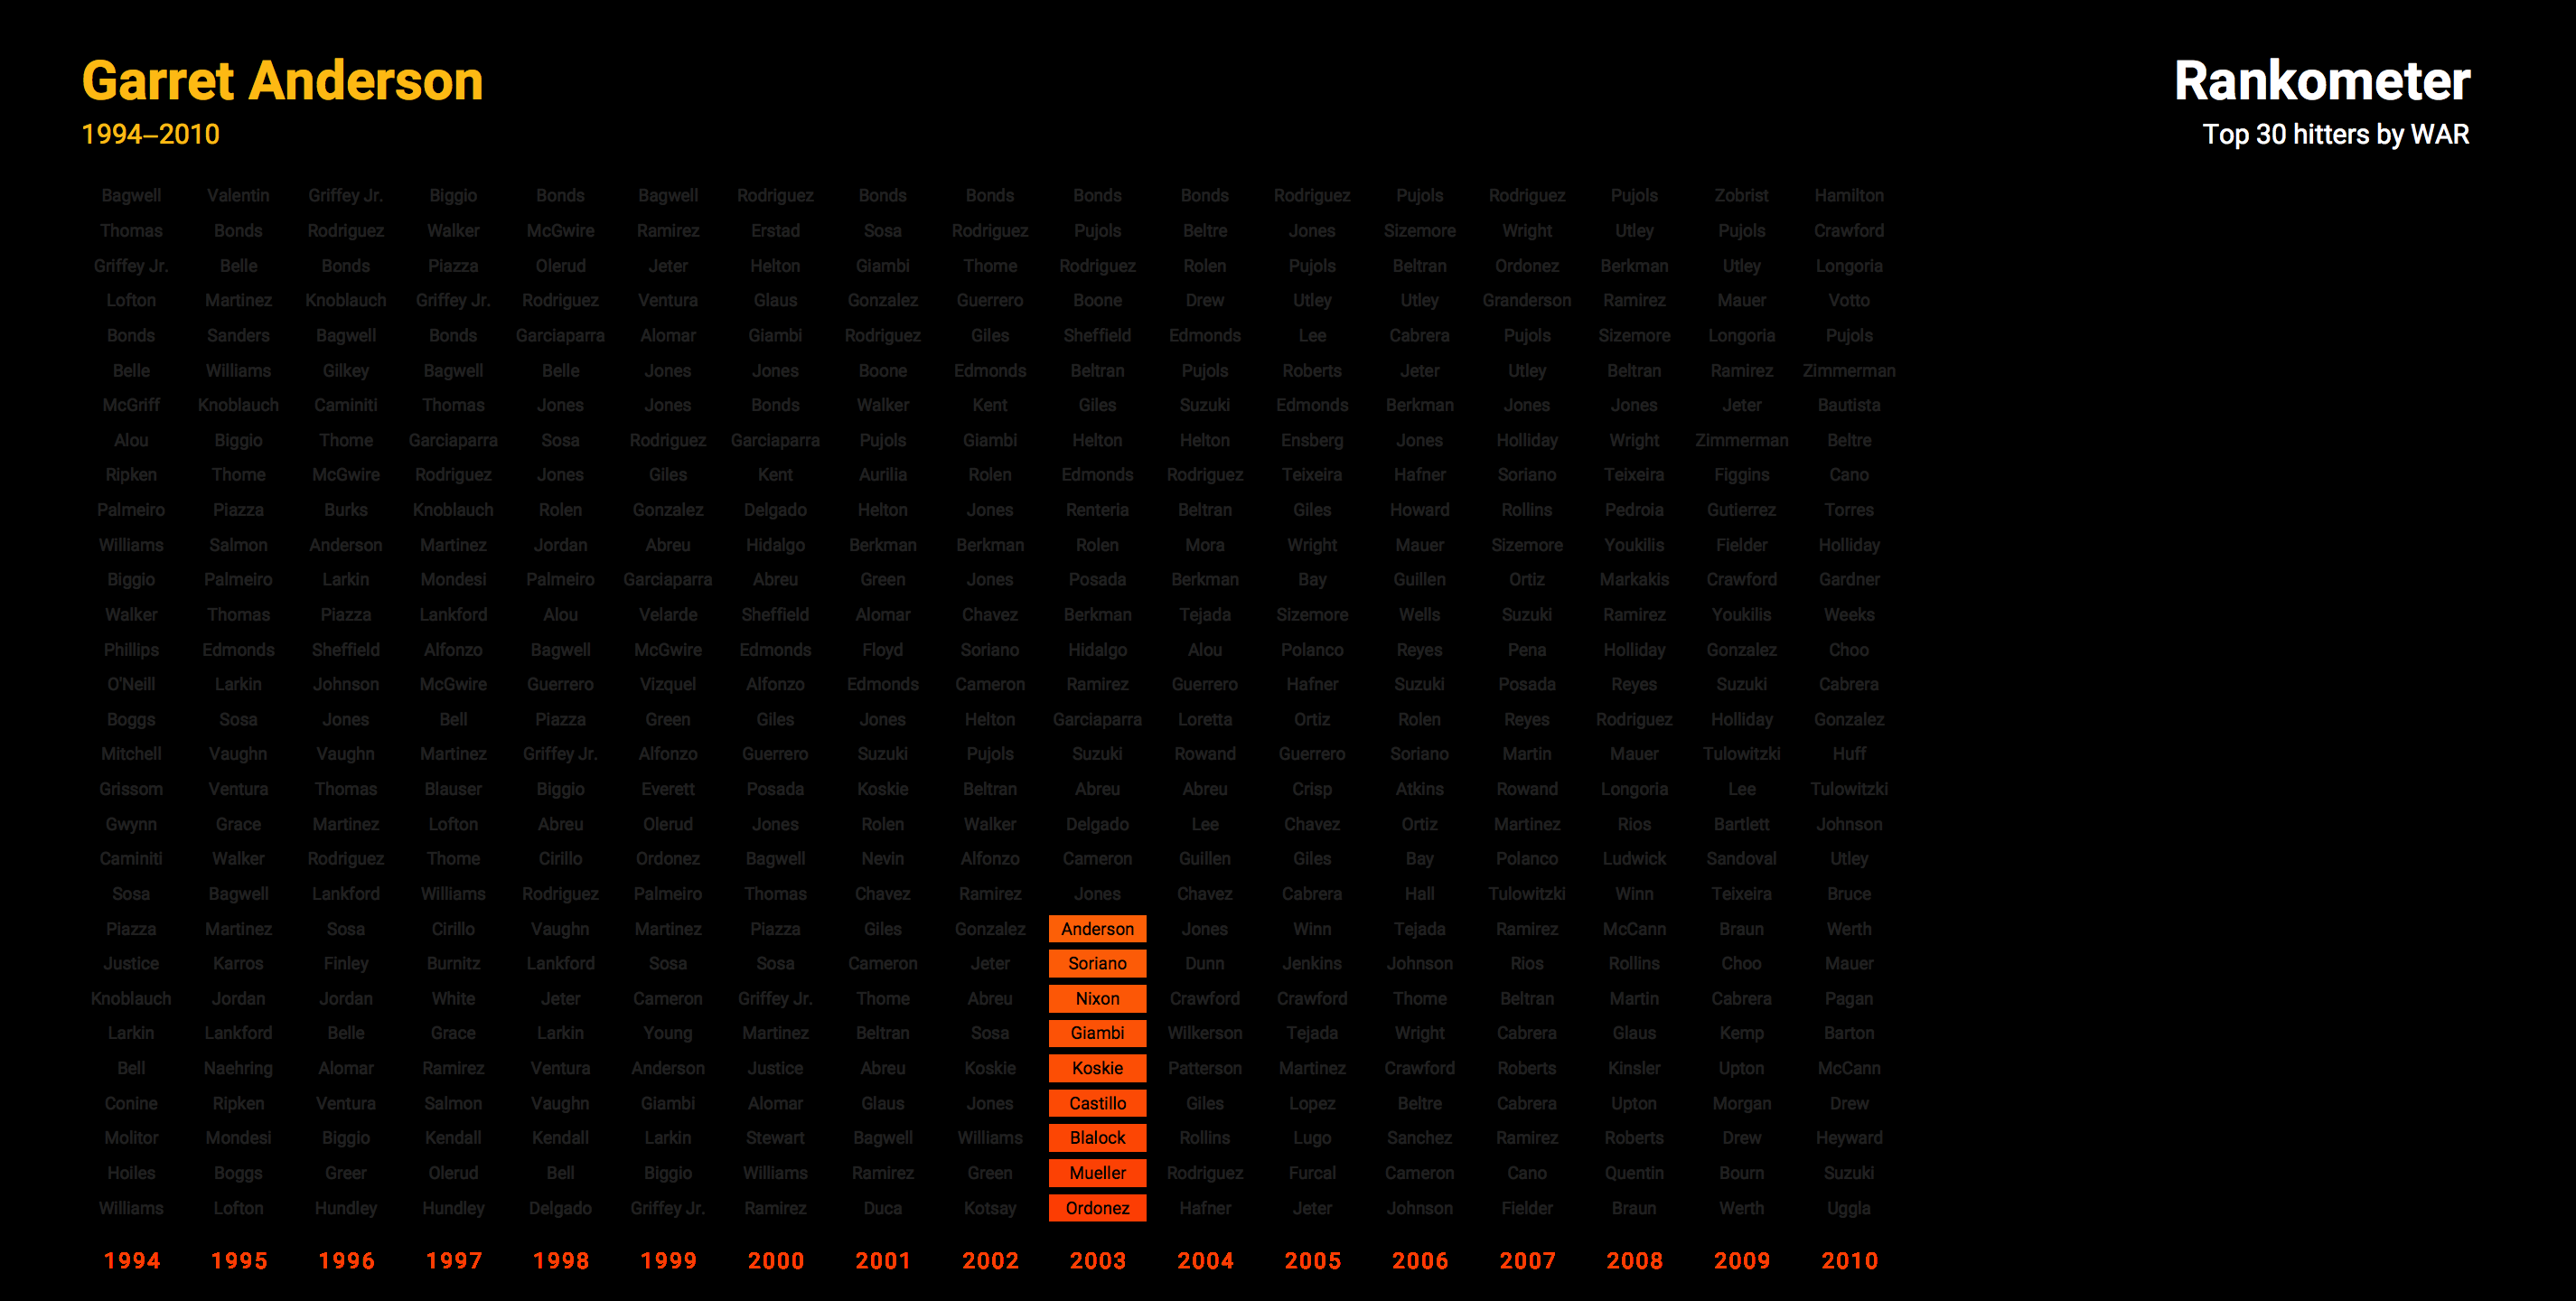 Garret Anderson
1994–2010
Rankometer
Top 30 hitters by WAR
Bagwell Valentin Griffey Jr. Biggio Bonds Bagwell Rodriguez Bonds Bonds Bonds Bonds Rodriguez Pujols Rodriguez Pujols Zobrist Hamilton
Thomas Bonds Rodriguez Walker McGwire Ramirez Erstad Sosa Rodriguez Pujols Beltre Jones Sizemore Wright Utley Pujols Crawford
Griffey Jr. Belle Bonds Piazza Olerud Jeter Helton Giambi Thome Rodriguez Rolen Pujols Beltran Ordonez Berkman Utley Longoria
Lofton Martinez Knoblauch Griffey Jr. Rodriguez Ventura Glaus Gonzalez Guerrero Boone Drew Utley Utley Granderson Ramirez Mauer Votto
Bonds Sanders Bagwell Bonds Garciaparra Alomar Giambi Rodriguez Giles Sheffield Edmonds Lee Cabrera Pujols Sizemore Longoria Pujols
Belle Williams Gilkey Bagwell Belle Jones Jones Boone Edmonds Beltran Pujols Roberts Jeter Utley Beltran Ramirez Zimmerman
McGriff Knoblauch Caminiti Thomas Jones Jones Bonds Walker Kent Giles Suzuki Edmonds Berkman Jones Jones Jeter Bautista
Alou Biggio Thome Garciaparra Sosa Rodriguez Garciaparra Pujols Giambi Helton Helton Ensberg Jones Holliday Wright Zimmerman Beltre
Ripken Thome McGwire Rodriguez Jones Giles Kent Aurilia Rolen Edmonds Rodriguez Teixeira Hafner Soriano Teixeira Figgins Cano
Palmeiro Piazza Burks Knoblauch Rolen Gonzalez Delgado Helton Jones Renteria Beltran Giles Howard Rollins Pedroia Gutierrez Torres
Williams Salmon Anderson Martinez Jordan Abreu Hidalgo Berkman Berkman Rolen Mora Wright Mauer Sizemore Youkilis Fielder Holliday
Biggio Palmeiro Larkin Mondesi Palmeiro Garciaparra Abreu Green Jones Posada Berkman Bay Guillen Ortiz Markakis Crawford Gardner
Walker Thomas Piazza Lankford Alou Velarde Sheffield Alomar Chavez Berkman Tejada Sizemore Wells Suzuki Ramirez Youkilis Weeks
Phillips Edmonds Sheffield Alfonzo Bagwell McGwire Edmonds Floyd Soriano Hidalgo Alou Polanco Reyes Pena Holliday Gonzalez Choo
O'Neill Larkin Johnson McGwire Guerrero Vizquel Alfonzo Edmonds Cameron Ramirez Guerrero Hafner Suzuki Posada Reyes Suzuki Cabrera
Boggs Sosa Jones Bell Piazza Green Giles Jones Helton Garciaparra Loretta Ortiz Rolen Reyes Rodriguez Holliday Gonzalez
Mitchell Vaughn Vaughn Martinez Griffey Jr. Alfonzo Guerrero Suzuki Pujols Suzuki Rowand Guerrero Soriano Martin Mauer Tulowitzki Huff
Grissom Ventura Thomas Blauser Biggio Everett Posada Koskie Beltran Abreu Abreu Crisp Atkins Rowand Longoria Lee Tulowitzki
Gwynn Grace Martinez Lofton Abreu Olerud Jones Rolen Walker Delgado Lee Chavez Ortiz Martinez Rios Bartlett Johnson
Caminiti Walker Rodriguez Thome Cirillo Ordonez Bagwell Nevin Alfonzo Cameron Guillen Giles Bay Polanco Ludwick Sandoval Utley
Sosa Bagwell Lankford Williams Rodriguez Palmeiro Thomas Chavez Ramirez Jones Chavez Cabrera Hall Tulowitzki Winn Teixeira Bruce
Piazza Martinez Sosa Cirillo Vaughn Martinez Piazza Giles Gonzalez Anderson Jones Winn Tejada Ramirez McCann Braun Werth
Justice Karros Finley Burnitz Lankford Sosa Sosa Cameron Jeter Soriano Dunn Jenkins Johnson Rios Rollins Choo Mauer
Knoblauch Jordan Jordan White Jeter Cameron Griffey Jr. Thome Abreu Nixon Crawford Crawford Thome Beltran Martin Cabrera Pagan
Larkin Lankford Belle Grace Larkin Young Martinez Beltran Sosa Giambi Wilkerson Tejada Wright Cabrera Glaus Kemp Barton
Bell Naehring Alomar Ramirez Ventura Anderson Justice Abreu Koskie Koskie Patterson Martinez Crawford Roberts Kinsler Upton McCann
Conine Ripken Ventura Salmon Vaughn Giambi Alomar Glaus Jones Castillo Giles Lopez Beltre Cabrera Upton Morgan Drew
Molitor Mondesi Biggio Kendall Kendall Larkin Stewart Bagwell Williams Blalock Rollins Lugo Sanchez Ramirez Roberts Drew Heyward
Hoiles Boggs Greer Olerud Bell Biggio Williams Ramirez Green Mueller Rodriguez Furcal Cameron Cano Quentin Bourn Suzuki
Williams Lofton Hundley Hundley Delgado Griffey Jr. Ramirez Duca Kotsay Ordonez Hafner Jeter Johnson Fielder Braun Werth Uggla
1994 1995 1996 1997 1998 1999 2000 2001 2002 2003 2004 2005 2006 2007 2008 2009 2010